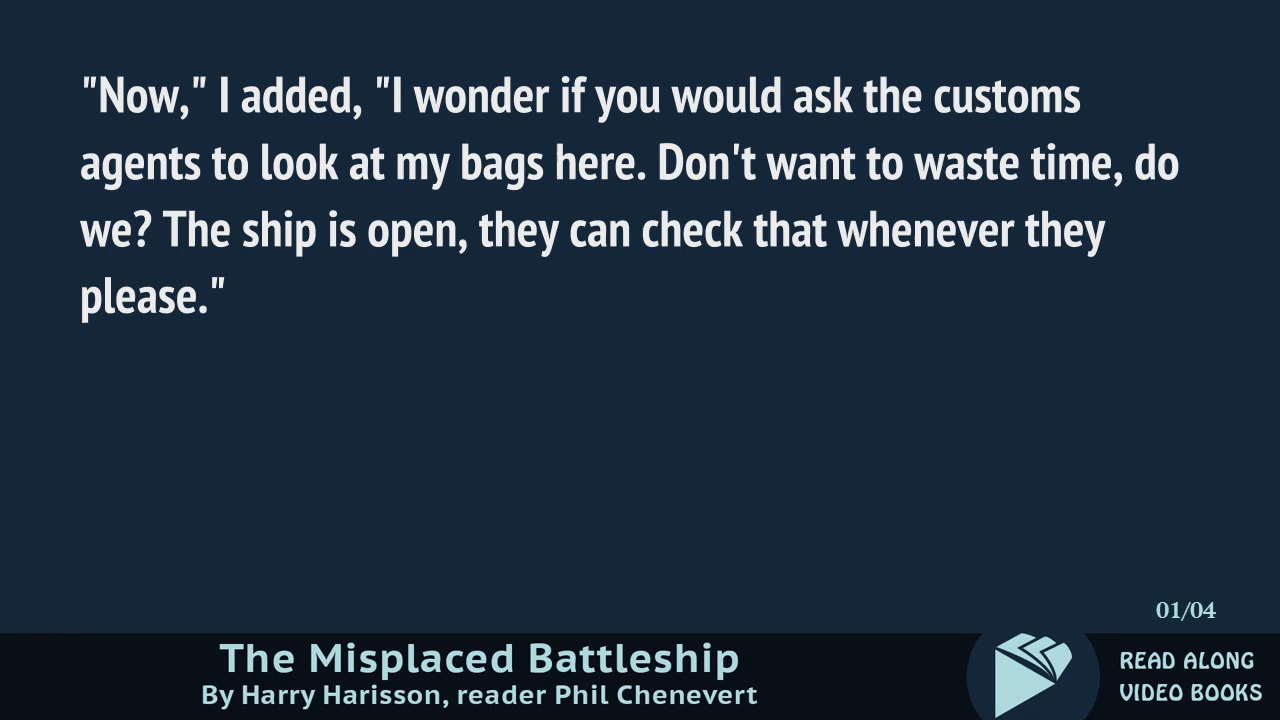 "Now," I added, "I wonder if you would ask the customs
agents to look at my bags here. Don't want to waste time, do
we? The ship is open, they can check that whenever they
please."
01/04
The Misplaced Battleship
By Harry Harisson, reader Phil Chenevert
READ ALONG
VIDEO BOOKS